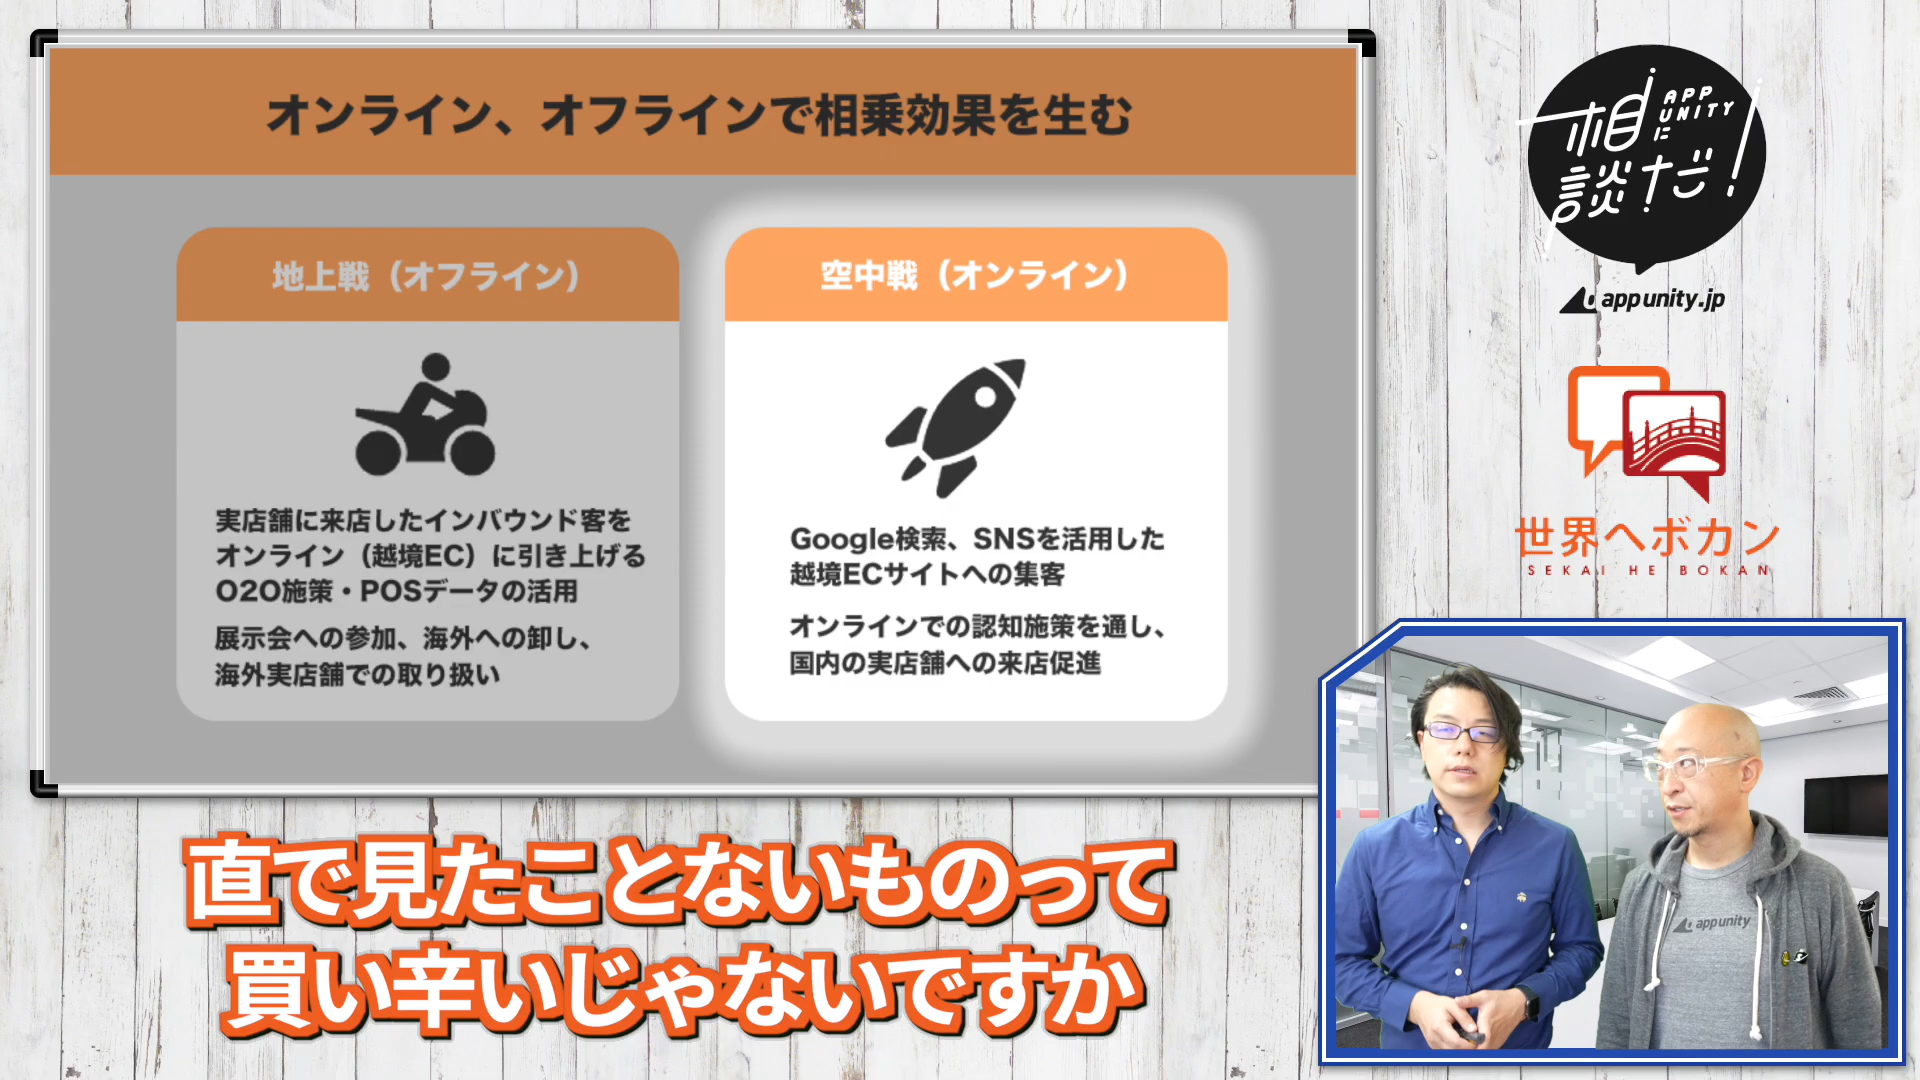 オンライン、オフラインで相乗効果を生む
地上戦（オフライン）
実店舗に来店したインバウンド客を
オンライン（越境EC）に引き上げる
O2O施策・POSデータの活用
展示会への参加、海外への卸し、
海外実店舗での取り扱い
空中戦（オンライン）
Google検索、SNSを活用した
越境ECサイトへの集客
オンラインでの認知施策を通し、
国内の実店舗への来店促進
APP
UNITY
に
相
談だ!
appunity.jp
世界へボカン
SEKAI HE BOKAN
appunity
直で見たことないものって
買い辛いじゃないですか